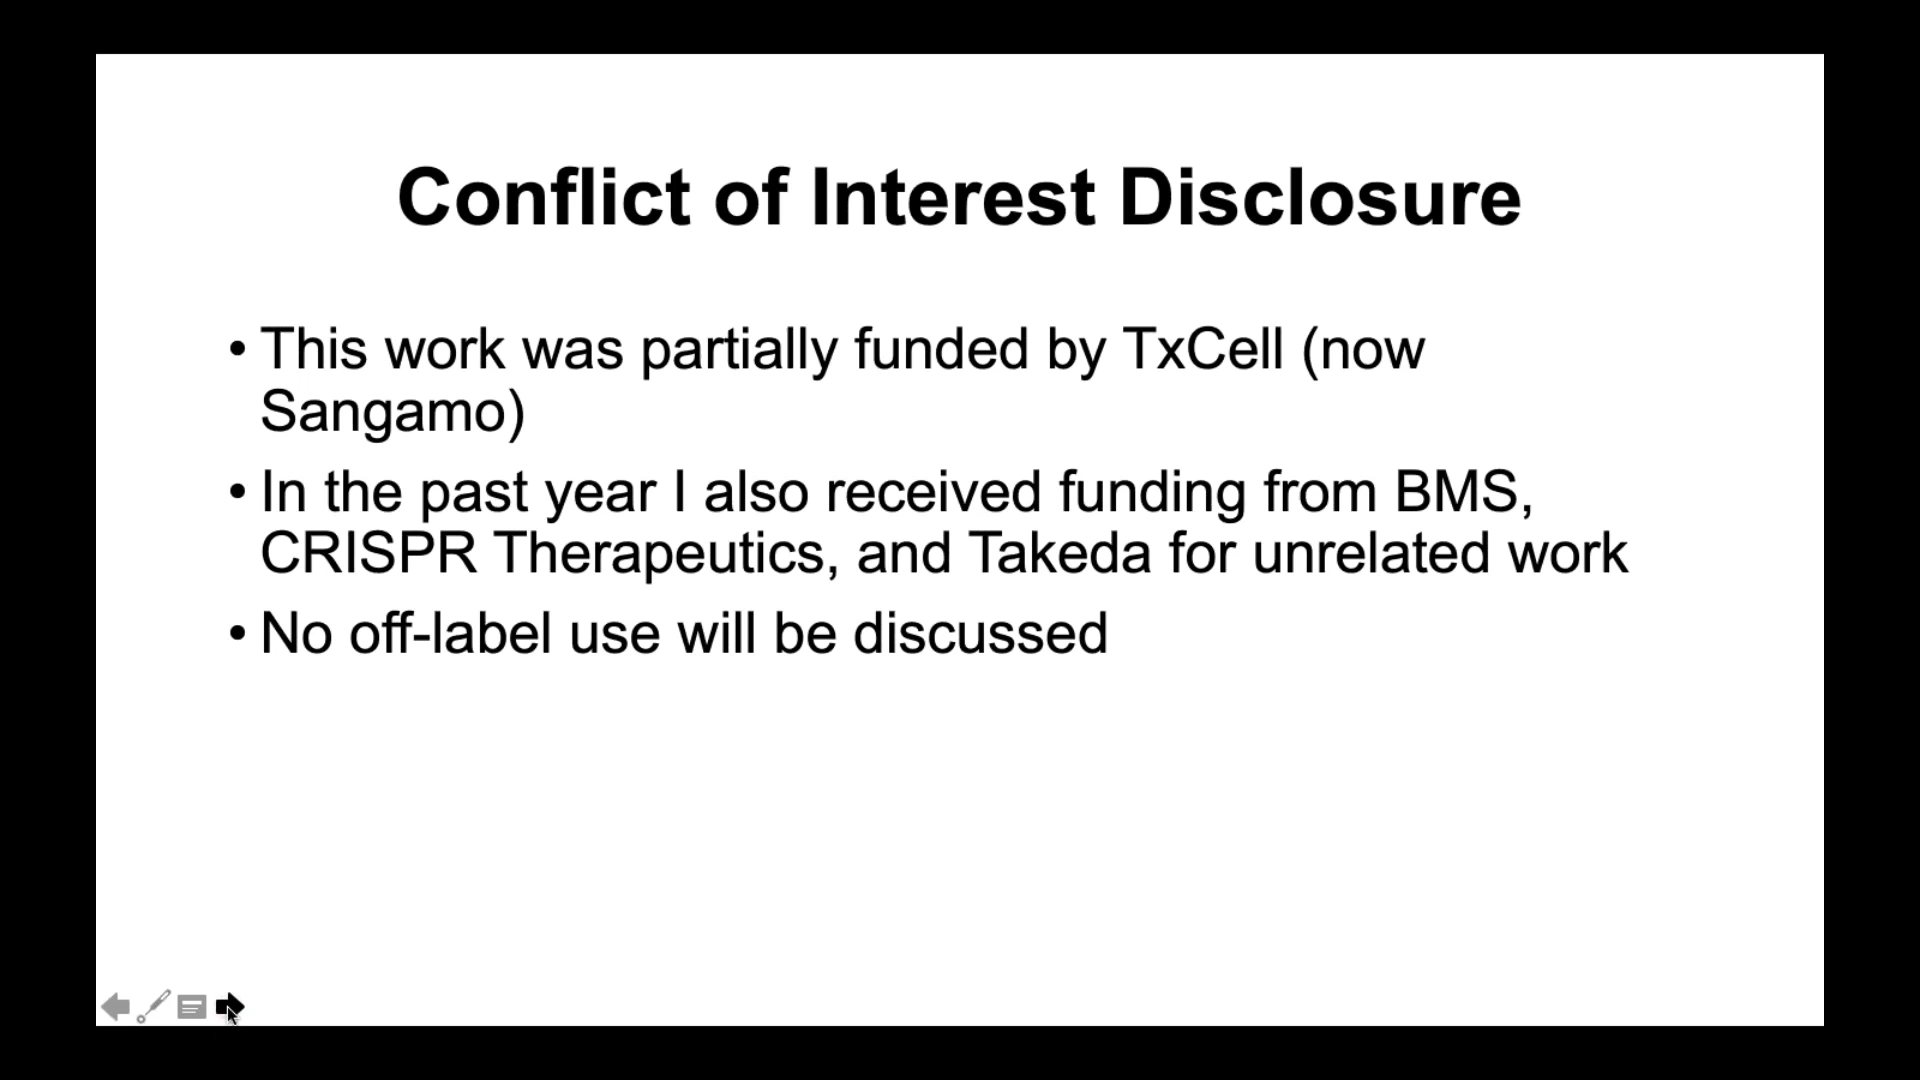 Conflict of Interest Disclosure
• This work was partially funded by TxCell (now
Sangamo)
• In the past year I also received funding from BMS,
CRISPR Therapeutics, and Takeda for unrelated work
• No off-label use will be discussed